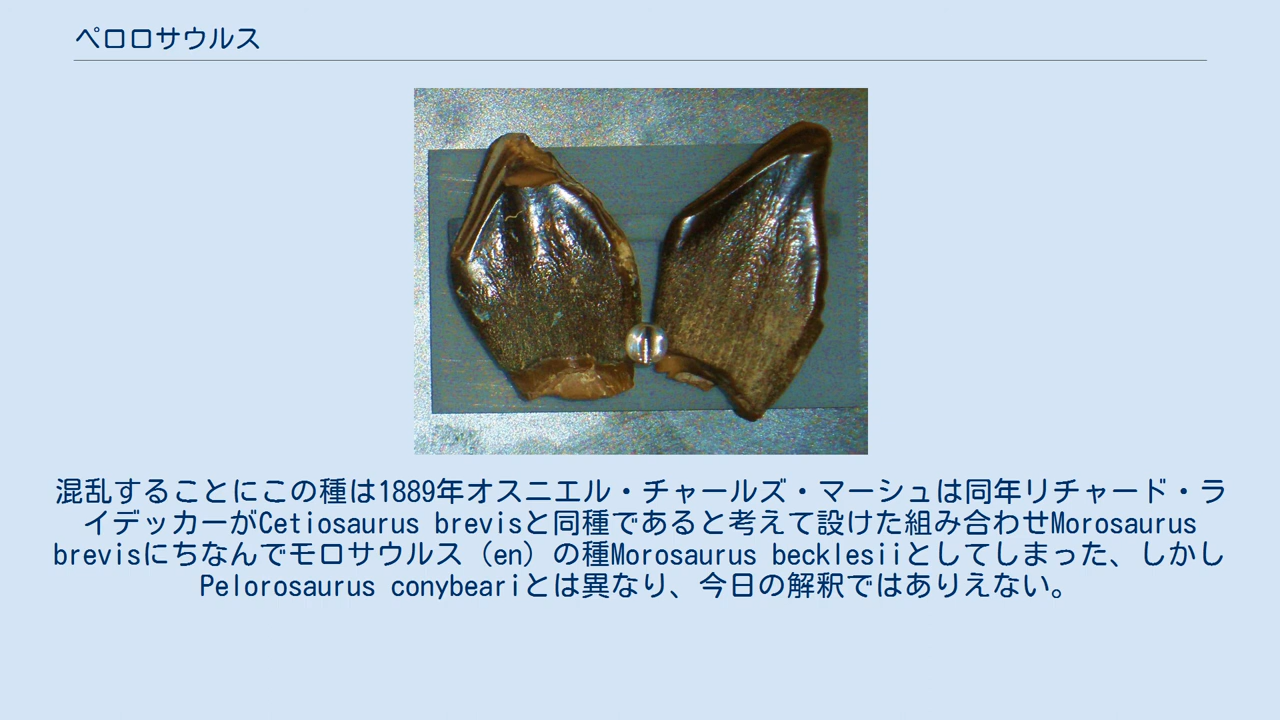 ペロロサウルス
混乱することにこの種は1889年オスニエル・チャールズ・マーシュは同年リチャード・ラ
イデッカーがCetiosaurus brevisと同種であると考えて設けた組み合わせMorosaurus
brevisにちなんでモロサウルス（en）の種Morosaurus beckles​iiとしてしまった、しかし
Pelorosaurus conybeariとは異なり、今日の解釈ではありえない。